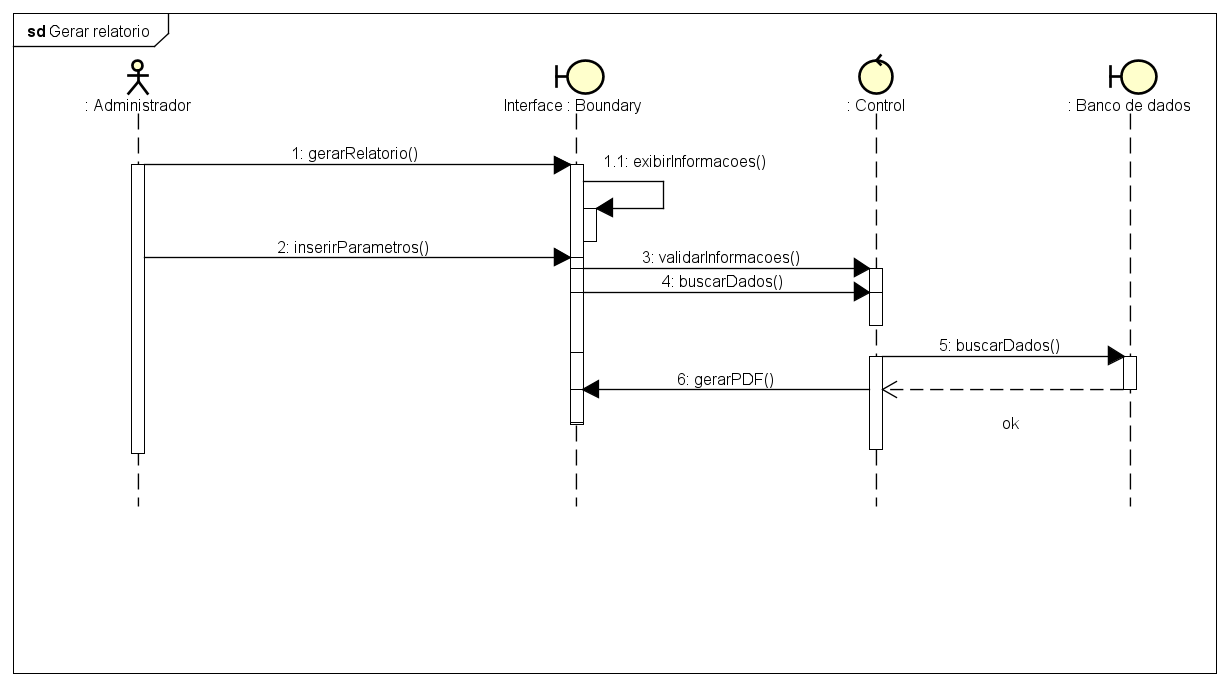 sd Gerar relatorio
: Administrador
Interface : Boundary
: Control
: Banco de dados
1: gerarRelatorio()
1.1: exibirInformacoes()
2: inserirParametros()
3: validarInformacoes()
4: buscarDados()
5: buscarDados()
6: gerarPDF()
ok